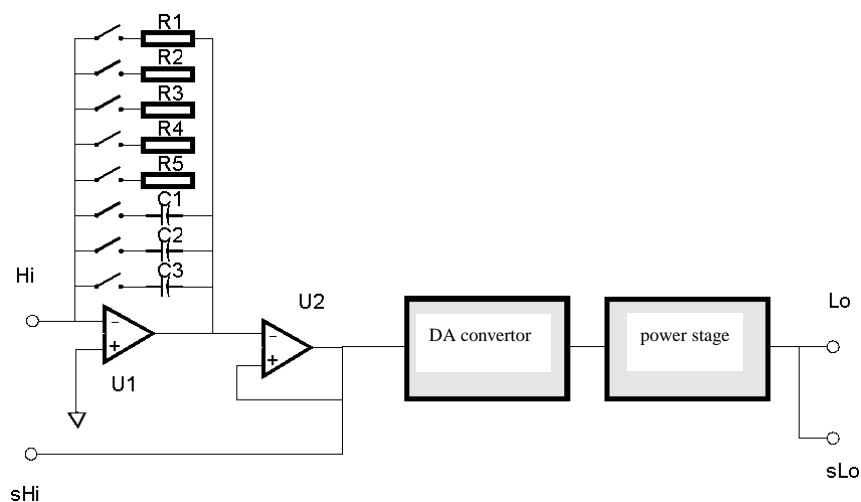 R1
R2
R3
R4
R5
C1
C2
C3
Hi
U2
Lo
DA convertor
power stage
-
+
-
+
U1
sHi
sLo